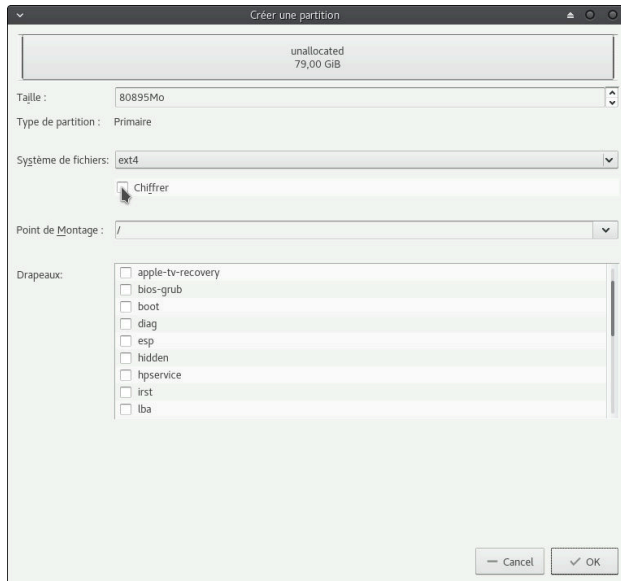 Créer une partition
unallocated
79,00 GiB
Taille : 80895Mo
Type de partition : Primaire
Système de fichiers: ext4
Chiffrer
Point de Montage : /
Drapeaux:
apple-tv-recovery
bios-grub
boot
diag
esp
hidden
hpservice
irst
lba
Cancel
OK